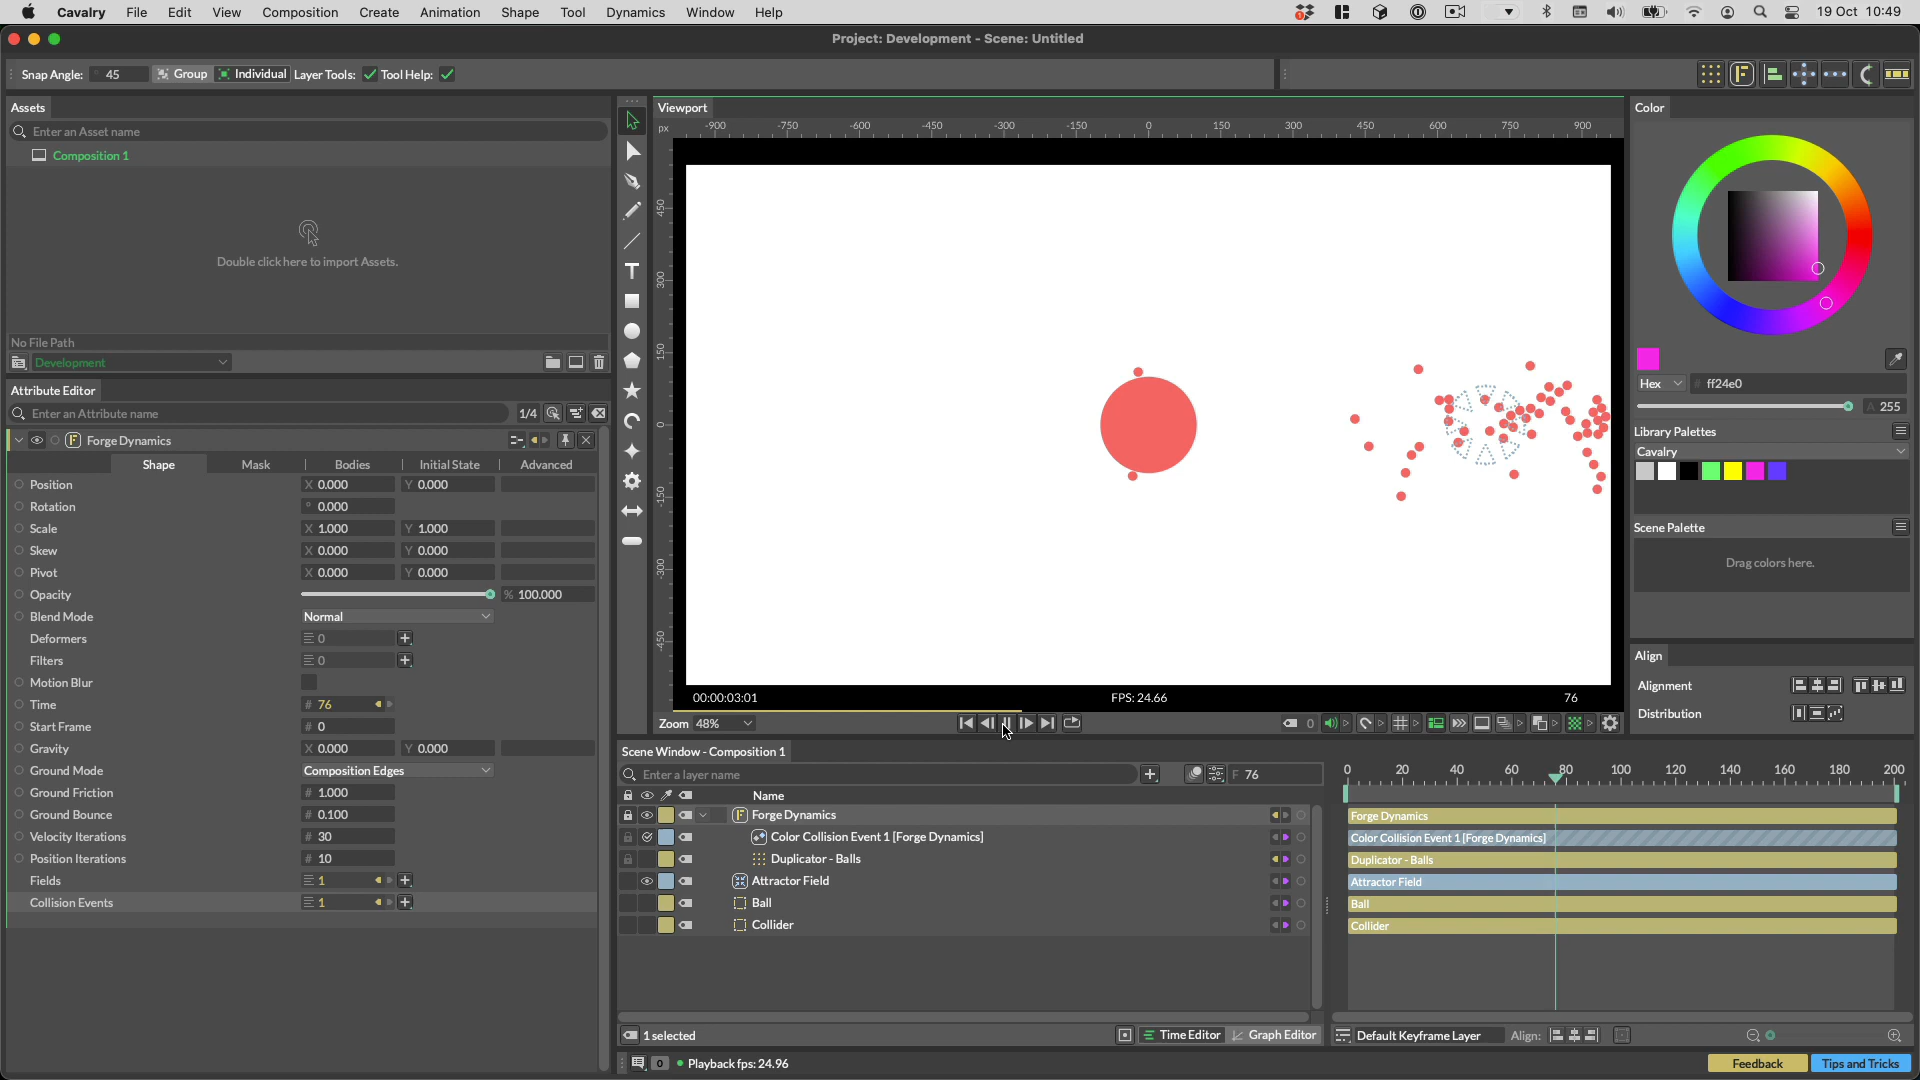 Cavalry File Edit View Composition Create Animation Shape Tool Dynamics Window Help 19 Oct 10:49
Project: Development - Scene: Untitled
Snap Angle: 45 Group Individual Layer Tools: Tool Help:
Assets
Enter an Asset name
Composition 1
Double click here to import Assets.
No File Path
Development
Attribute Editor
Enter an Attribute name 1/4
Forge Dynamics
Shape Mask Bodies Initial State Advanced
Position X 0.000 Y 0.000
Rotation ° 0.000
Scale X 1.000 Y 1.000
Skew X 0.000 Y 0.000
Pivot X 0.000 Y 0.000
Opacity % 100.000
Blend Mode Normal
Deformers 0
Filters 0
Motion Blur
Time # 76
Start Frame # 0
Gravity X 0.000 Y 0.000
Ground Mode Composition Edges
Ground Friction # 1.000
Ground Bounce # 0.100
Velocity Iterations # 30
Position Iterations # 10
Fields 1
Collision Events 1
Viewport
px -900 -750 -600 -450 -300 -150 0 150 300 450 600 750 900
450
300
150
0
-150
-300
-450
00:00:03:01 FPS: 24.66 76
Zoom 48% 0
Scene Window - Composition 1
Enter a layer name F 76
Name
Forge Dynamics
Color Collision Event 1 [Forge Dynamics]
Duplicator - Balls
Attractor Field
Ball
Collider
1 selected Time Editor Graph Editor
0 Playback fps: 24.96
0 20 40 60 80 100 120 140 160 180 200
Forge Dynamics
Color Collision Event 1 [Forge Dynamics]
Duplicator - Balls
Attractor Field
Ball
Collider
Default Keyframe Layer Align:
Feedback Tips and Tricks
Color
Hex # ff24e0
A 255
Library Palettes
Cavalry
Scene Palette
Drag colors here.
Align
Alignment
Distribution